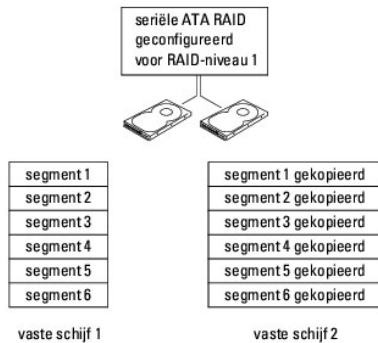 seriële ATA RAID
geconfigureerd
voor RAID-niveau 1
segment 1
segment 2
segment 3
segment 4
segment 5
segment 6
vaste schijf 1
segment 1 gekopieerd
segment 2 gekopieerd
segment 3 gekopieerd
segment 4 gekopieerd
segment 5 gekopieerd
segment 6 gekopieerd
vaste schijf 2